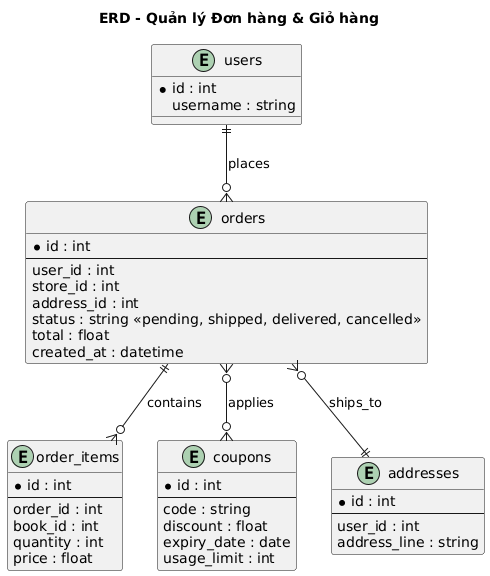 ERD - Quản lý Đơn hàng & Giỏ hàng
E users
id : int
username : string
places
E orders
id : int
user_id : int
store_id : int
address_id : int
status : string «pending, shipped, delivered, cancelled»
total : float
created_at : datetime
contains
applies
ships_to
E order_items
id : int
order_id : int
book_id : int
quantity : int
price : float
E coupons
id : int
code : string
discount : float
expiry_date : date
usage_limit : int
E addresses
id : int
user_id : int
address_line : string